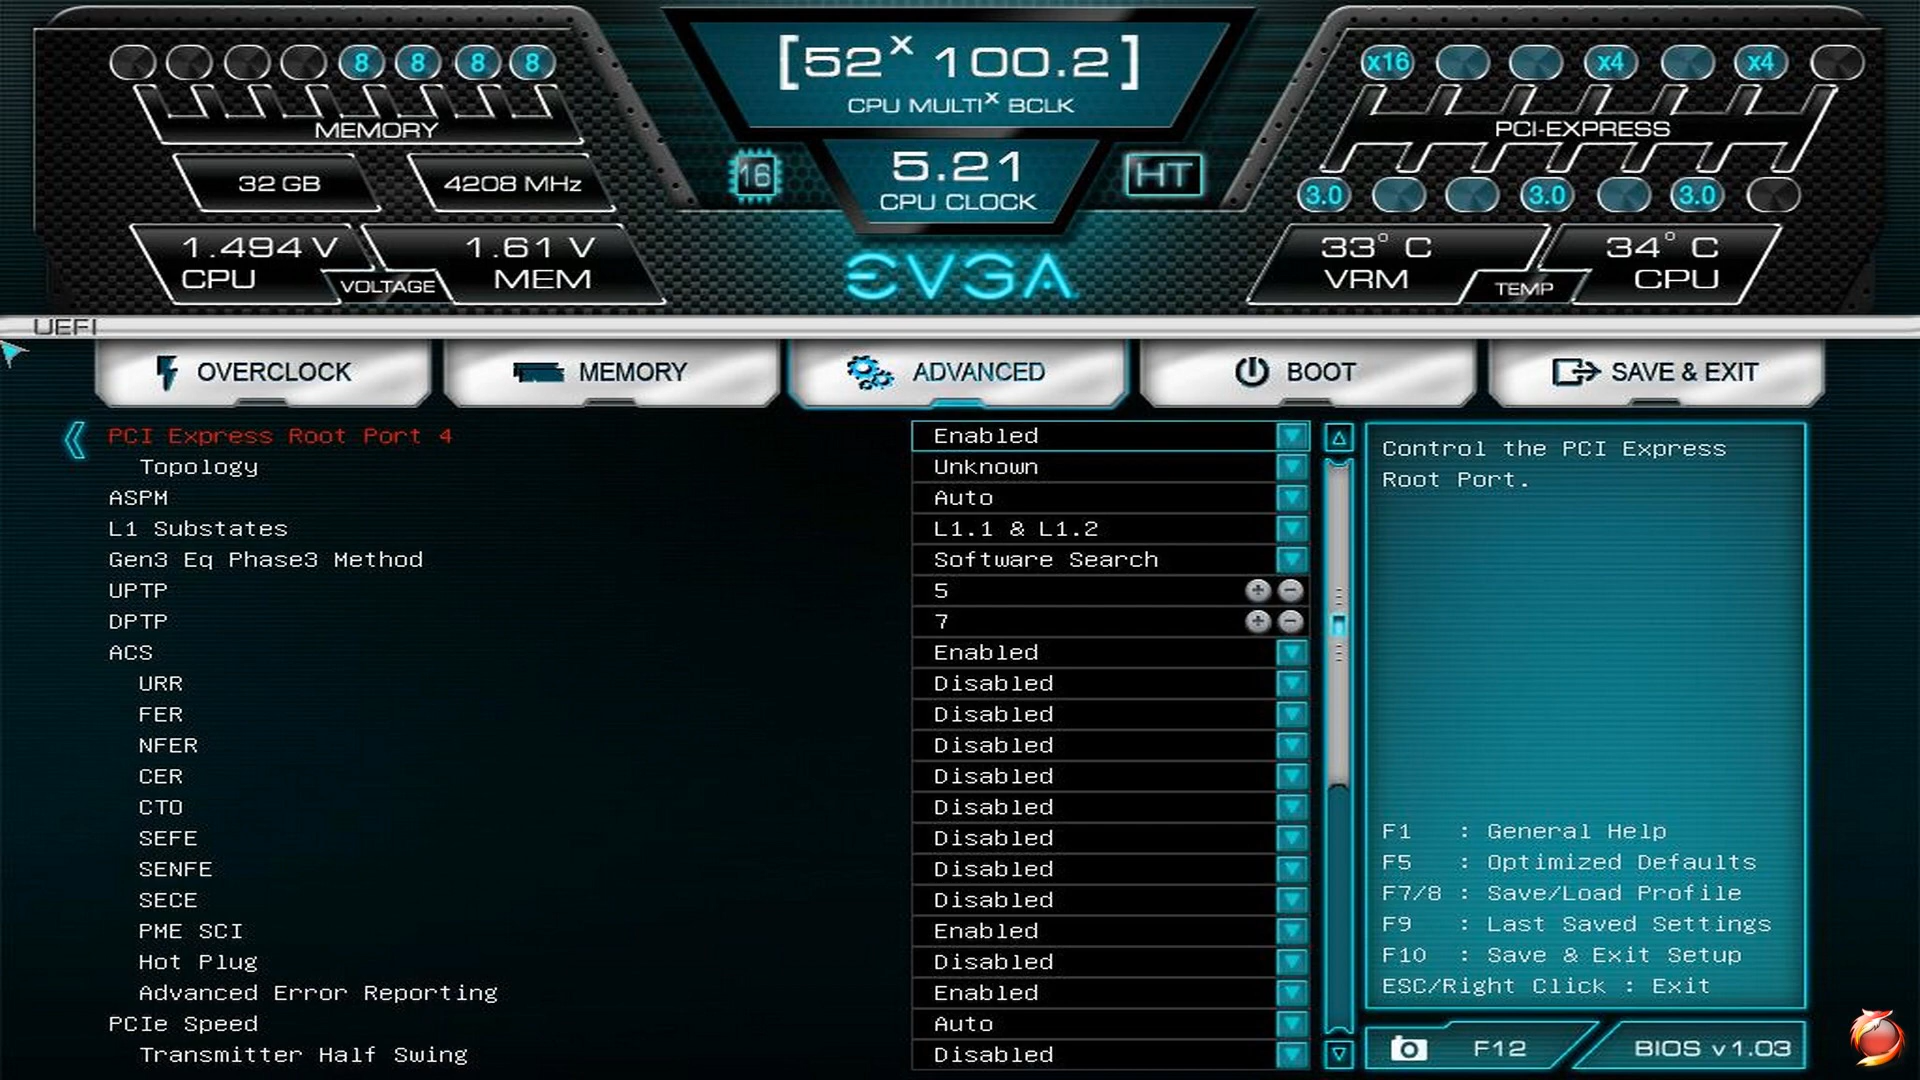 8 8 8 8
MEMORY
32 GB
4208 MHz
1.494 V
CPU
VOLTAGE
1.61 V
MEM
[52x 100.2]
CPU MULTIx BCLK
16
5.21
CPU CLOCK
HT
EVGA
x16 x4 x4
PCI-EXPRESS
3.0 3.0 3.0
33° C
VRM
TEMP
34° C
CPU
UEFI
OVERCLOCK
MEMORY
ADVANCED
BOOT
SAVE & EXIT
PCI Express Root Port 4 Enabled
Topology Unknown
ASPM Auto
L1 Substates L1.1 & L1.2
Gen3 Eq Phase3 Method Software Search
UPTP 5
DPTP 7
ACS Enabled
URR Disabled
FER Disabled
NFER Disabled
CER Disabled
CTO Disabled
SEFE Disabled
SENFE Disabled
SECE Disabled
PME SCI Enabled
Hot Plug Disabled
Advanced Error Reporting Enabled
PCIe Speed Auto
Transmitter Half Swing Disabled
Control the PCI Express
Root Port.
F1 : General Help
F5 : Optimized Defaults
F7/8 : Save/Load Profile
F9 : Last Saved Settings
F10 : Save & Exit Setup
ESC/Right Click : Exit
F12
BIOS v1.03